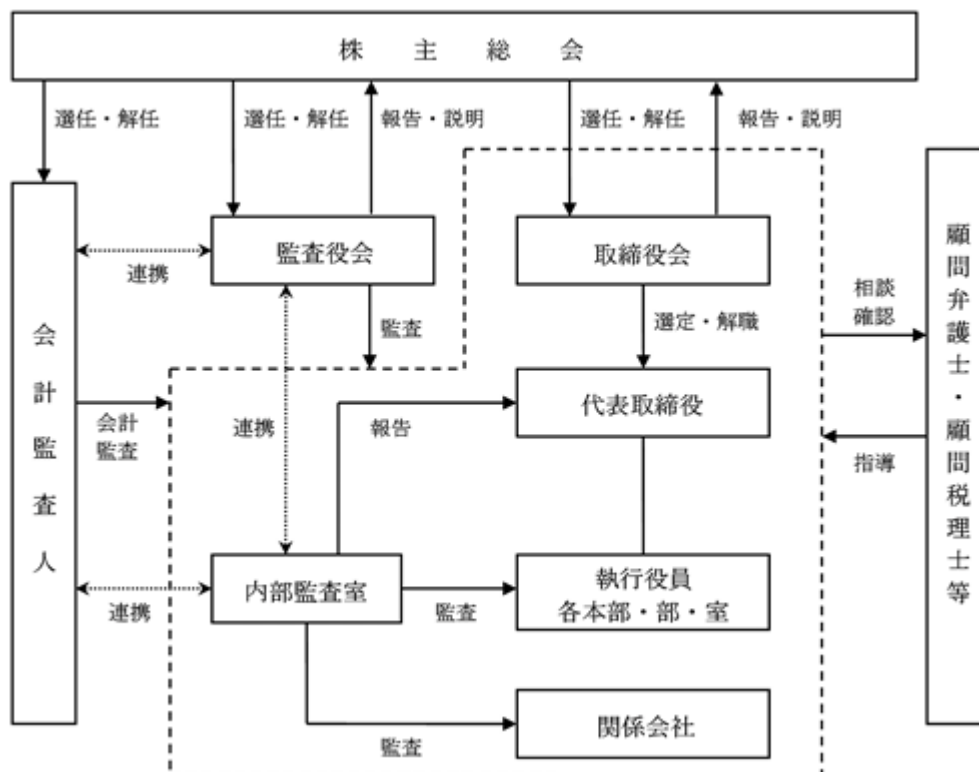 株主総会
選任・解任
選任・解任
報告・説明
選任・解任
報告・説明
会計監査人
監査役会
取締役会
顧問弁護士・顧問税理士等
連携
監査
選定・解職
相談
確認
代表取締役
会計
監査
連携
報告
指導
内部監査室
執行役員
各本部・部・室
連携
監査
関係会社
監査